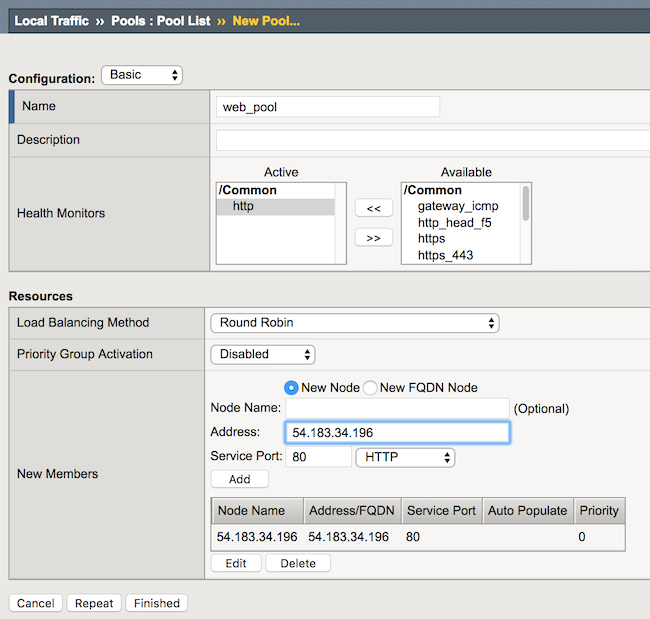 Local Traffic ›› Pools : Pool List ›› New Pool...
Configuration: Basic
Name web_pool
Description
Health Monitors
Active Available
/Common /Common
http gateway_icmp
<< http_head_f5
>> https
https_443
Resources
Load Balancing Method Round Robin
Priority Group Activation Disabled
New Members
New Node New FQDN Node
Node Name: (Optional)
Address: 54.183.34.196
Service Port: 80 HTTP
Add
Node Name Address/FQDN Service Port Auto Populate Priority
54.183.34.196 54.183.34.196 80 0
Edit Delete
Cancel Repeat Finished